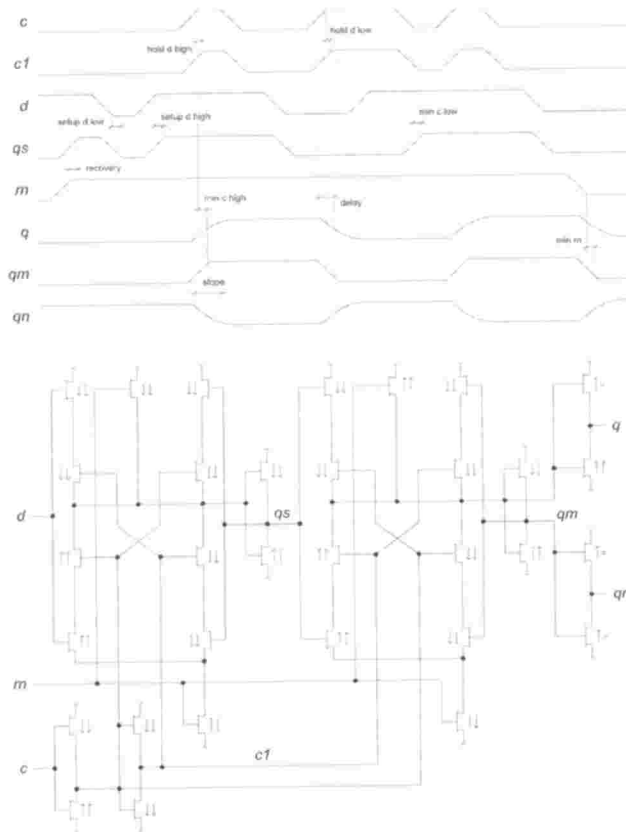 c
hold d high
hold d low
c1
d
setup d low
setup d high
min c low
qs
recovery
m
min c high
delay
q
min m
qm
slope
qn
q
d
qs
qm
m
c1
c